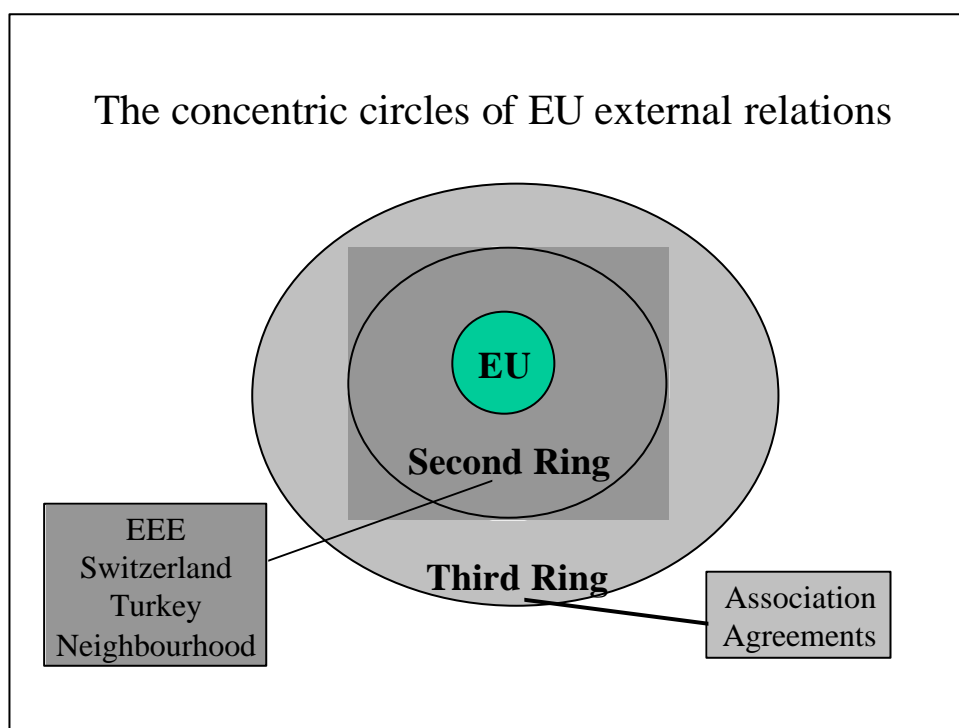 The concentric circles of EU external relations
EU
Second Ring
EEE
Switzerland
Turkey
Neighbourhood
Third Ring
Association
Agreements